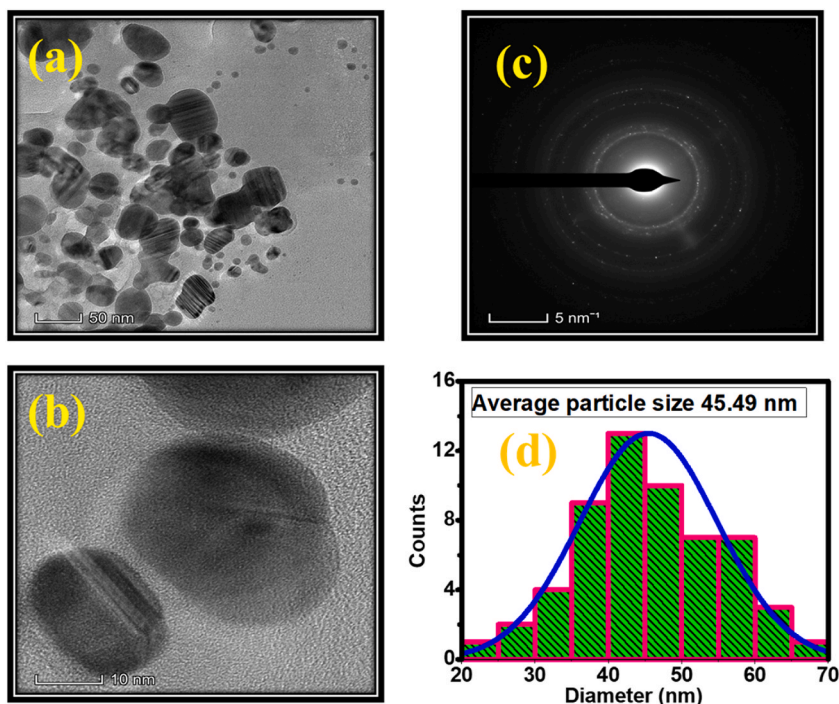 (a)
50 nm
(b)
10 nm
(c)
5 nm⁻¹
Average particle size 45.49 nm
(d)
Counts
16
12
8
4
0
20
30
40
50
60
70
Diameter (nm)